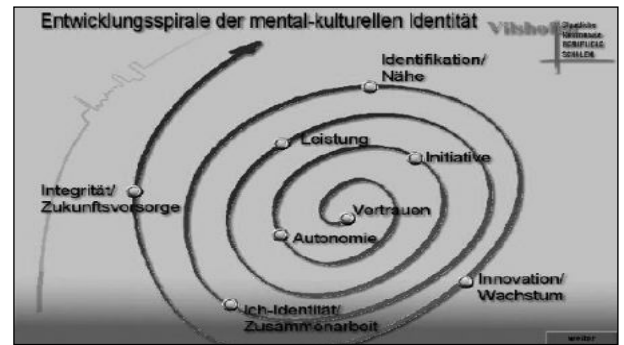 Entwicklungsspirale der mental-kulturellen Identität
Identifikation/
Nähe
Leistung
Initiative
Integrität/
Zukunftsvorsorge
Vertrauen
Autonomie
Innovation/
Wachstum
Ich-Identität/
Zusammenarbeit
weiter